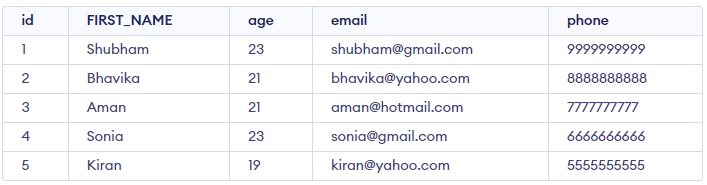 id FIRST_NAME age email phone
1 Shubham 23 shubham@gmail.com 9999999999
2 Bhavika 21 bhavika@yahoo.com 8888888888
3 Aman 21 aman@hotmail.com 7777777777
4 Sonia 23 sonia@gmail.com 6666666666
5 Kiran 19 kiran@yahoo.com 5555555555